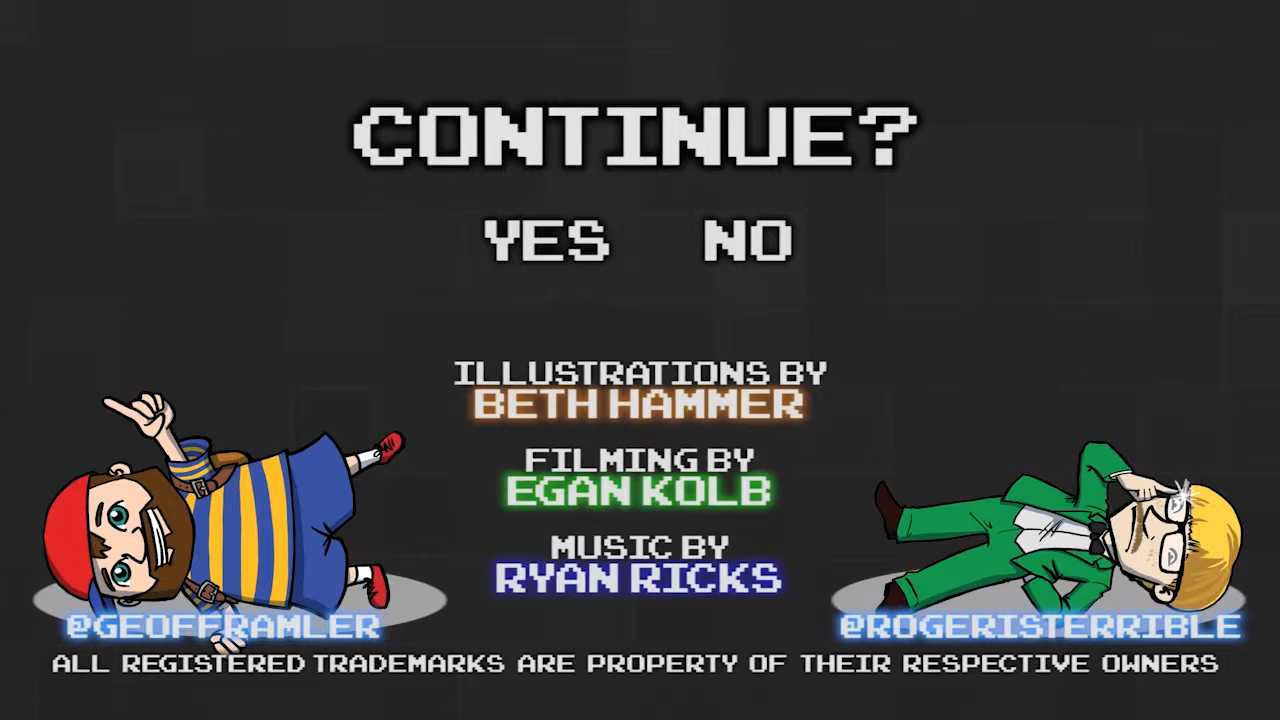 CONTINUE?
YES NO
ILLUSTRATIONS BY
BETH HAMMER
FILMING BY
EGAN KOLB
MUSIC BY
RYAN RICKS
@GEOFFRAMLER
@ROGERISTERRIBLE
ALL REGISTERED TRADEMARKS ARE PROPERTY OF THEIR RESPECTIVE OWNERS